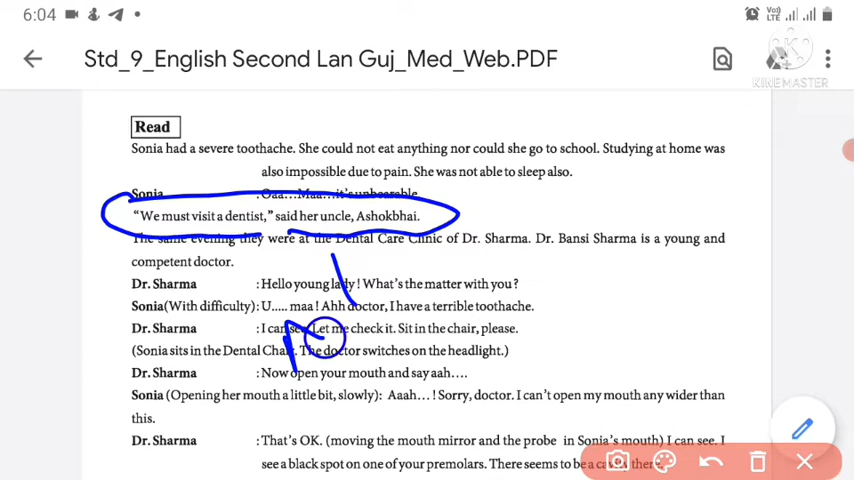 6:04
Vo)) LTE
Std_9_English Second Lan Guj_Med_Web.PDF
KINEMASTER
Read
Sonia had a severe toothache. She could not eat anything nor could she go to school. Studying at home was
also impossible due to pain. She was not able to sleep also.
Sonia : Oaa...Maa...it's unbearable.
“We must visit a dentist,” said her uncle, Ashokbhai.
The same evening they were at the Dental Care Clinic of Dr. Sharma. Dr. Bansi Sharma is a young and
competent doctor.
Dr. Sharma : Hello young lady! What's the matter with you?
Sonia(With difficulty): U..... maa ! Ahh doctor, I have a terrible toothache.
Dr. Sharma : I can see. Let me check it. Sit in the chair, please.
(Sonia sits in the Dental Chair. The doctor switches on the headlight.)
Dr. Sharma : Now open your mouth and say aah....
Sonia (Opening her mouth a little bit, slowly): Aaah... ! Sorry, doctor. I can't open my mouth any wider than
this.
Dr. Sharma : That's OK. (moving the mouth mirror and the probe in Sonia's mouth) I can see. I
see a black spot on one of your premolars. There seems to be a cavity there.